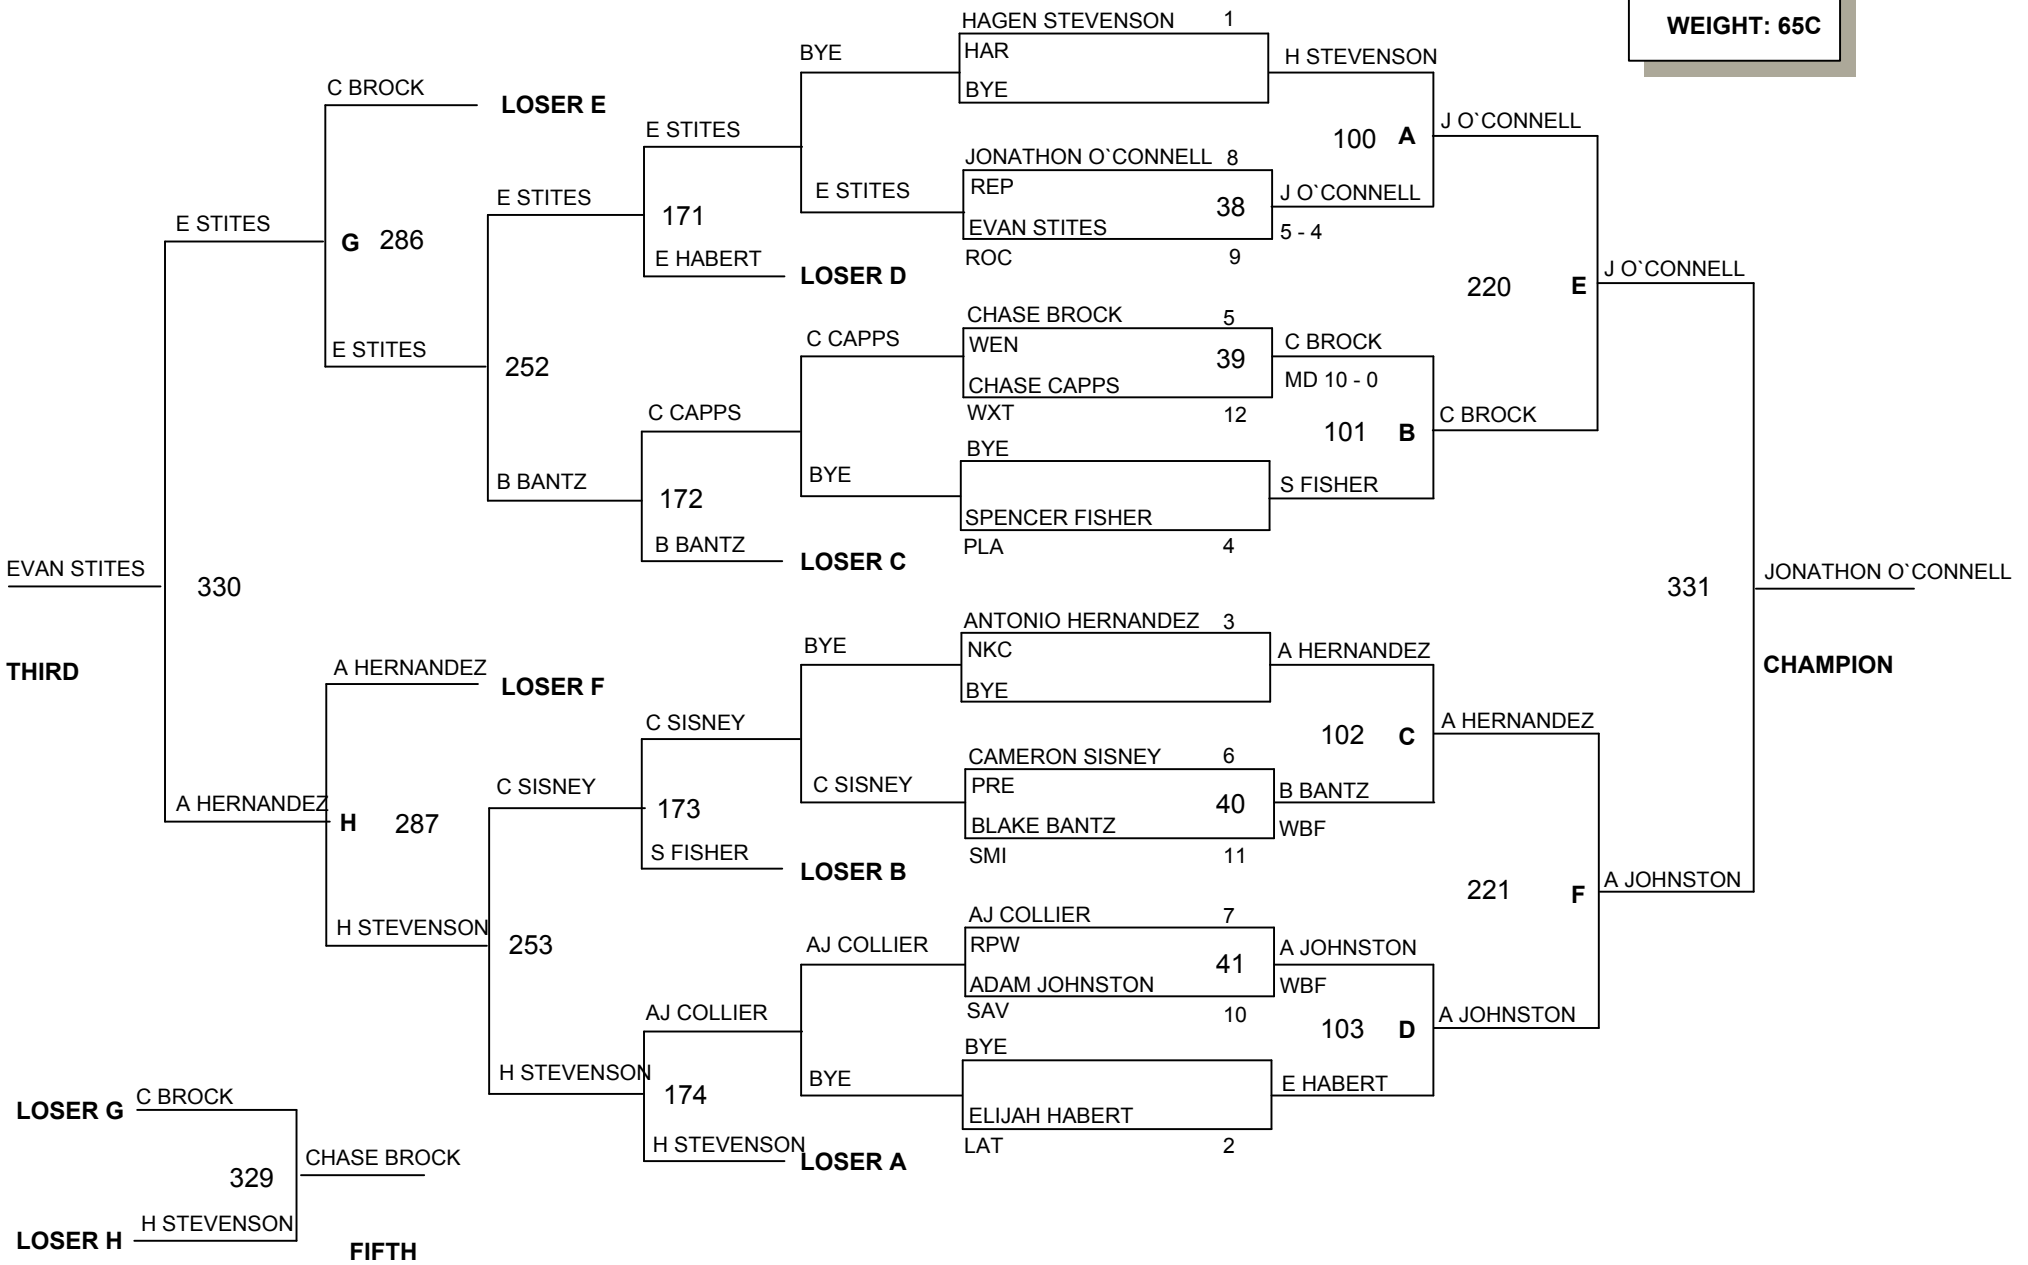 WEIGHT: 65C
HAGEN STEVENSON 1
HAR
BYE
H STEVENSON
JONATHON O`CONNELL 8
REP
38
EVAN STITES
ROC 9
J O`CONNELL
5 - 4
100 A
J O`CONNELL
CHASE BROCK 5
WEN
39
CHASE CAPPS
WXT 12
C BROCK
MD 10 - 0
BYE
SPENCER FISHER
PLA 4
S FISHER
101 B
C BROCK
220 E
J O`CONNELL
ANTONIO HERNANDEZ 3
NKC
BYE
A HERNANDEZ
CAMERON SISNEY 6
PRE
40
BLAKE BANTZ
SMI 11
B BANTZ
WBF
102 C
A HERNANDEZ
AJ COLLIER 7
RPW
41
ADAM JOHNSTON
SAV 10
A JOHNSTON
WBF
BYE
ELIJAH HABERT
LAT 2
E HABERT
103 D
A JOHNSTON
221 F
A JOHNSTON
331
JONATHON O`CONNELL
CHAMPION
BYE
E STITES
E STITES
171
E HABERT
LOSER D
E STITES
C CAPPS
BYE
C CAPPS
172
B BANTZ
LOSER C
B BANTZ
252
E STITES
C BROCK
LOSER E
G 286
E STITES
BYE
C SISNEY
C SISNEY
173
S FISHER
LOSER B
C SISNEY
AJ COLLIER
BYE
AJ COLLIER
174
H STEVENSON
LOSER A
H STEVENSON
253
H STEVENSON
A HERNANDEZ
LOSER F
H 287
A HERNANDEZ
330
EVAN STITES
THIRD
LOSER G C BROCK
329
CHASE BROCK
LOSER H H STEVENSON
FIFTH